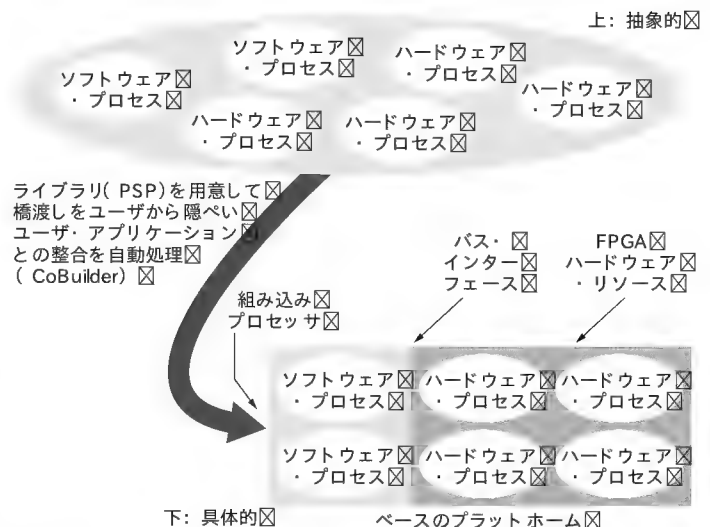 上: 抽象的☒
ソフトウェア☒
・プロセス☒
ハードウェア☒
・プロセス☒
ソフトウェア☒
・プロセス☒
ハードウェア☒
・プロセス☒
ハードウェア☒
・プロセス☒
ハードウェア☒
・プロセス☒
ライブラリ( PSP)を用意して☒
橋渡しをユーザから隠ぺい☒
ユーザ・アプリケーション☒
との整合を自動処理☒
( CoBuilder) ☒
バス・☒
インター☒
フェース☒
FPGA☒
ハードウェア☒
・リソース☒
組み込み☒
プロセッサ☒
ソフトウェア☒
・プロセス☒
ハードウェア☒
・プロセス☒
ハードウェア☒
・プロセス☒
ソフトウェア☒
・プロセス☒
ハードウェア☒
・プロセス☒
ハードウェア☒
・プロセス☒
下: 具体的☒
ベースのプラットホーム☒